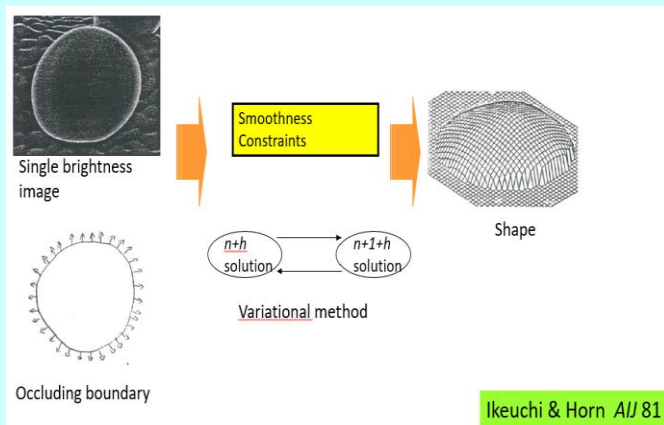 Single brightness
image
Smoothness
Constraints
Shape
n+h
solution
n+1+h
solution
Variational method
Occluding boundary
Ikeuchi & Horn AIJ 81